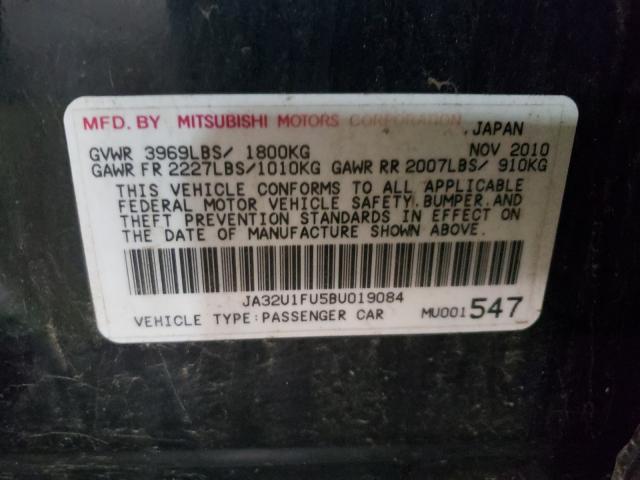 MFD. BY MITSUBISHI MOTORS CORPORATION, JAPAN
GVWR 3969LBS/ 1800KG NOV 2010
GAWR FR 2227LBS/1010KG GAWR RR 2007LBS/ 910KG
THIS VEHICLE CONFORMS TO ALL APPLICABLE
FEDERAL MOTOR VEHICLE SAFETY, BUMPER, AND
THEFT PREVENTION STANDARDS IN EFFECT ON
THE DATE OF MANUFACTURE SHOWN ABOVE.
JA32U1FU5BU019084
VEHICLE TYPE:PASSENGER CAR MU001547